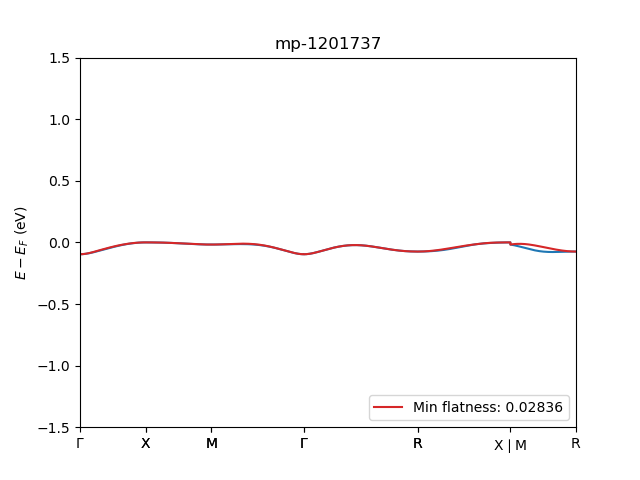 mp-1201737
1.5
1.0
0.5
0.0
−0.5
−1.0
−1.5
E − E_F (eV)
Min flatness: 0.02836
Γ X M Γ R X | M R